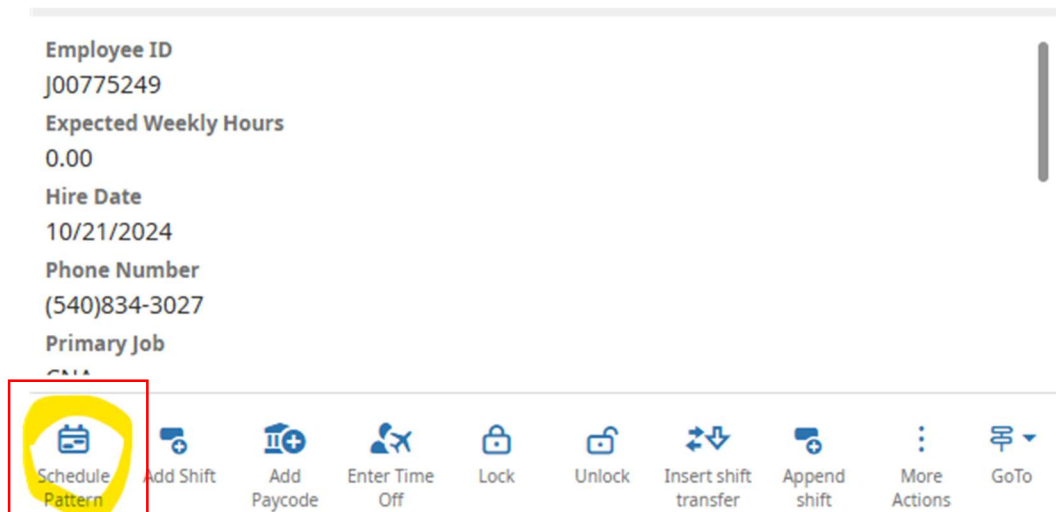 Employee ID
J00775249
Expected Weekly Hours
0.00
Hire Date
10/21/2024
Phone Number
(540)834-3027
Primary Job
CNA
Schedule Pattern
Add Shift
Add Paycode
Enter Time Off
Lock
Unlock
Insert shift transfer
Append shift
More Actions
GoTo